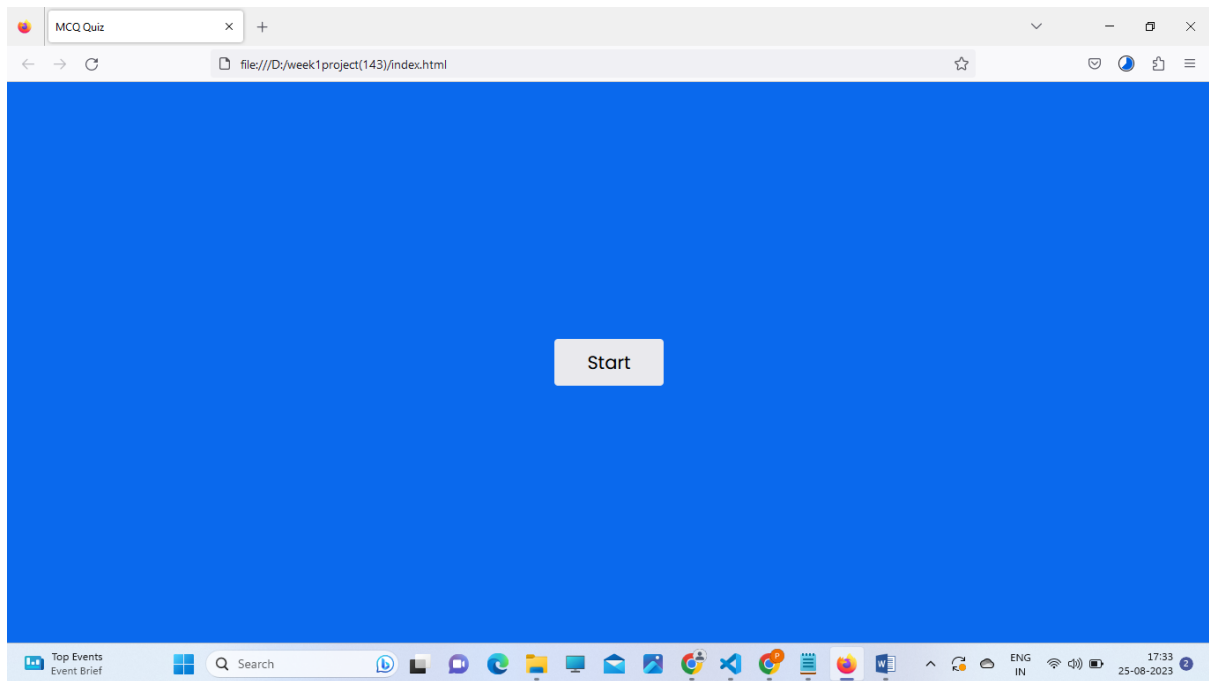 MCQ Quiz
file:///D:/week1project(143)/index.html
Start
Top Events
Event Brief
Search
ENG
IN
17:33
25-08-2023
2